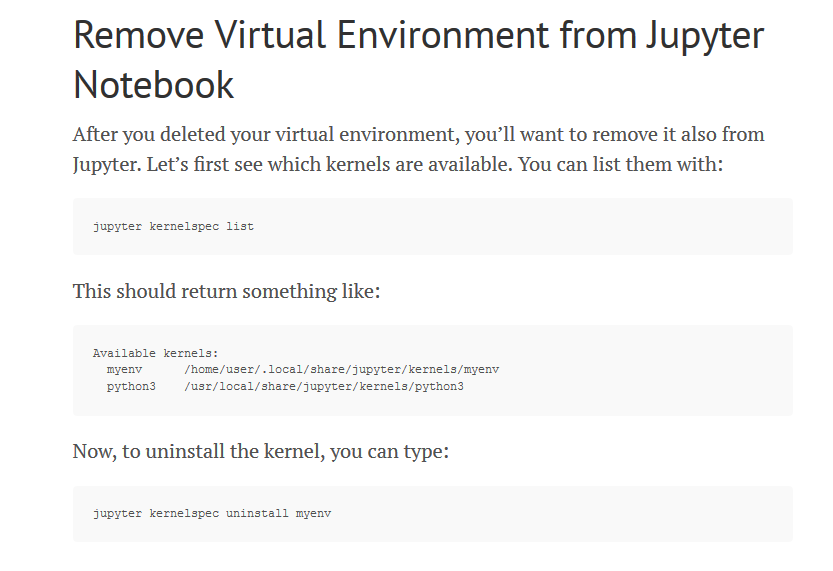 Remove Virtual Environment from Jupyter
Notebook
After you deleted your virtual environment, you’ll want to remove it also from
Jupyter. Let’s first see which kernels are available. You can list them with:
jupyter kernelspec list
This should return something like:
Available kernels:
  myenv      /home/user/.local/share/jupyter/kernels/myenv
  python3    /usr/local/share/jupyter/kernels/python3
Now, to uninstall the kernel, you can type:
jupyter kernelspec uninstall myenv